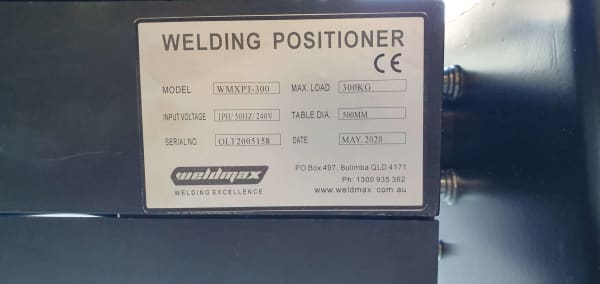 WELDING POSITIONER
CE
MODEL WMXPT-300 MAX. LOAD 300KG
INPUT VOLTAGE 1PH/ 50HZ/ 240V TABLE DIA. 500MM
SERIAL NO. OLT2005158 DATE MAY. 2020
weldmax
WELDING EXCELLENCE
PO Box 497, Bulimba QLD 4171
Ph: 1300 935 362
www.weldmax.com.au